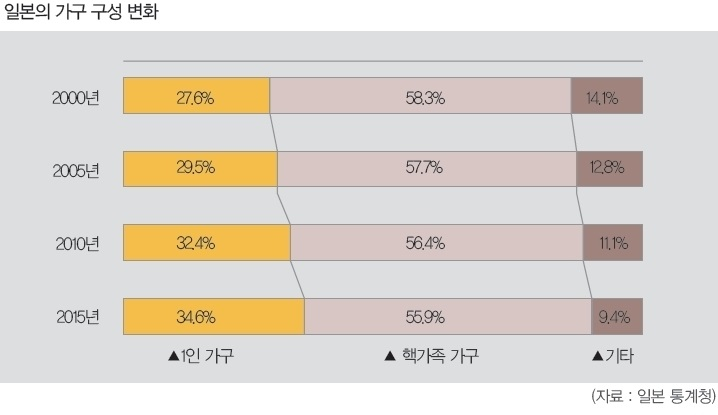 일본의 가구 구성 변화
2000년 27.6% 58.3% 14.1%
2005년 29.5% 57.7% 12.8%
2010년 32.4% 56.4% 11.1%
2015년 34.6% 55.9% 9.4%
▲1인 가구 ▲ 핵가족 가구 ▲기타
(자료 : 일본 통계청)